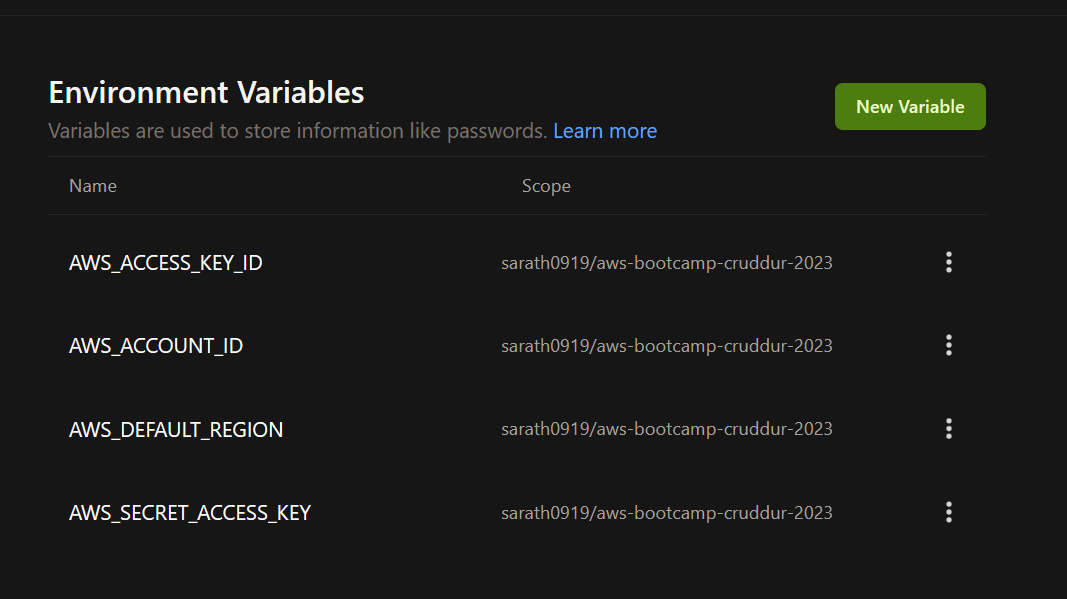 Environment Variables
New Variable
Variables are used to store information like passwords. Learn more
Name Scope
AWS_ACCESS_KEY_ID sarath0919/aws-bootcamp-cruddur-2023
AWS_ACCOUNT_ID sarath0919/aws-bootcamp-cruddur-2023
AWS_DEFAULT_REGION sarath0919/aws-bootcamp-cruddur-2023
AWS_SECRET_ACCESS_KEY sarath0919/aws-bootcamp-cruddur-2023